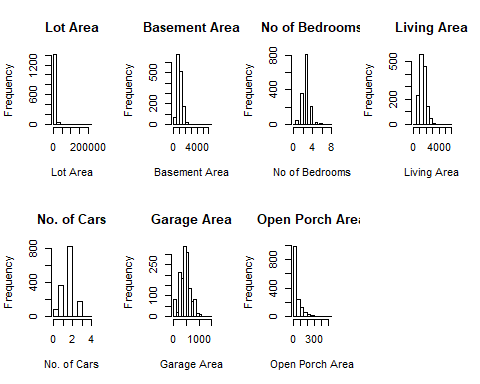 Lot Area
Frequency
0 600 1200
0 200000
Lot Area
Basement Area
Frequency
0 200 500
0 4000
Basement Area
No of Bedrooms
Frequency
0 400 800
0 4 8
No of Bedrooms
Living Area
Frequency
0 200 500
0 4000
Living Area
No. of Cars
Frequency
0 400 800
0 2 4
No. of Cars
Garage Area
Frequency
0 100 250
0 1000
Garage Area
Open Porch Area
Frequency
0 400 800
0 300
Open Porch Area